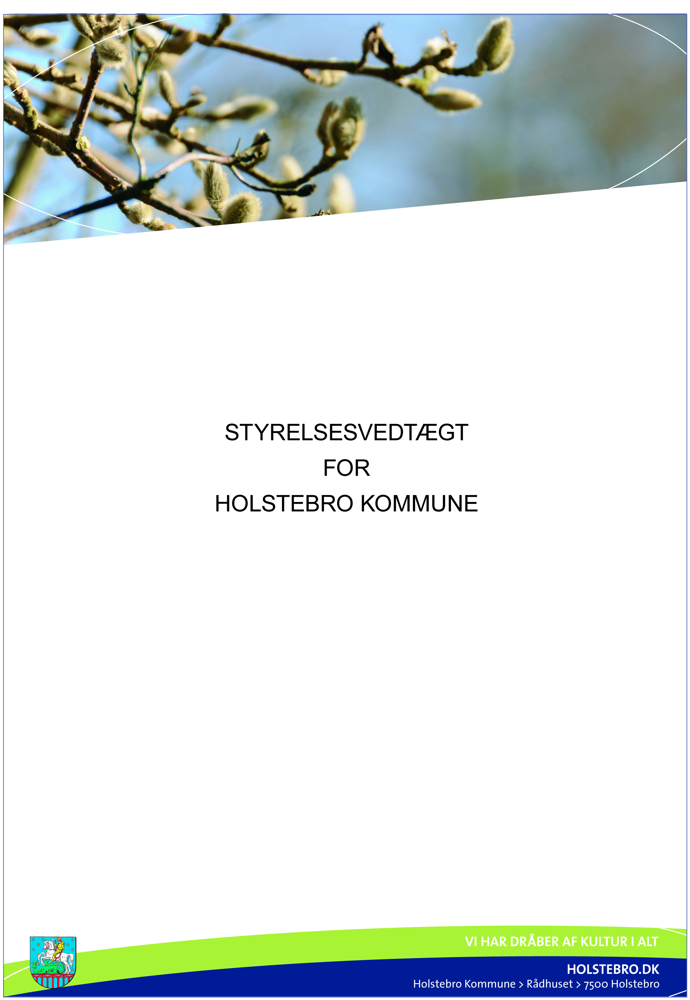 STYRELSESVEDTÆGT
FOR
HOLSTEBRO KOMMUNE
VI HAR DRÅBER AF KULTUR I ALT
HOLSTEBRO.DK
Holstebro Kommune > Rådhuset > 7500 Holstebro